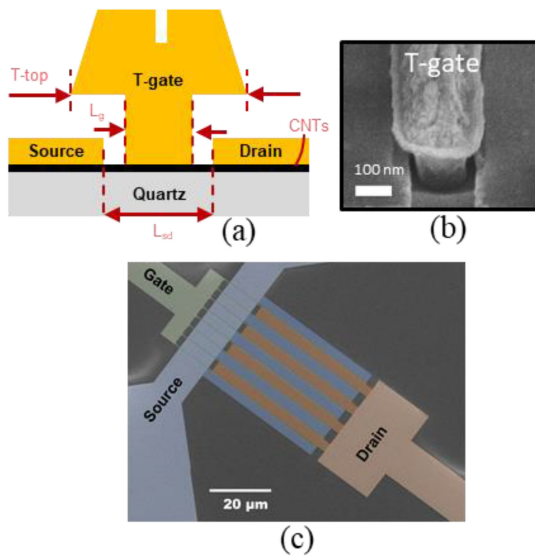 T-top
T-gate
Lg
CNTs
Source
Drain
Quartz
Lsd
(a)
T-gate
100 nm
(b)
Gate
Source
Drain
20 µm
(c)